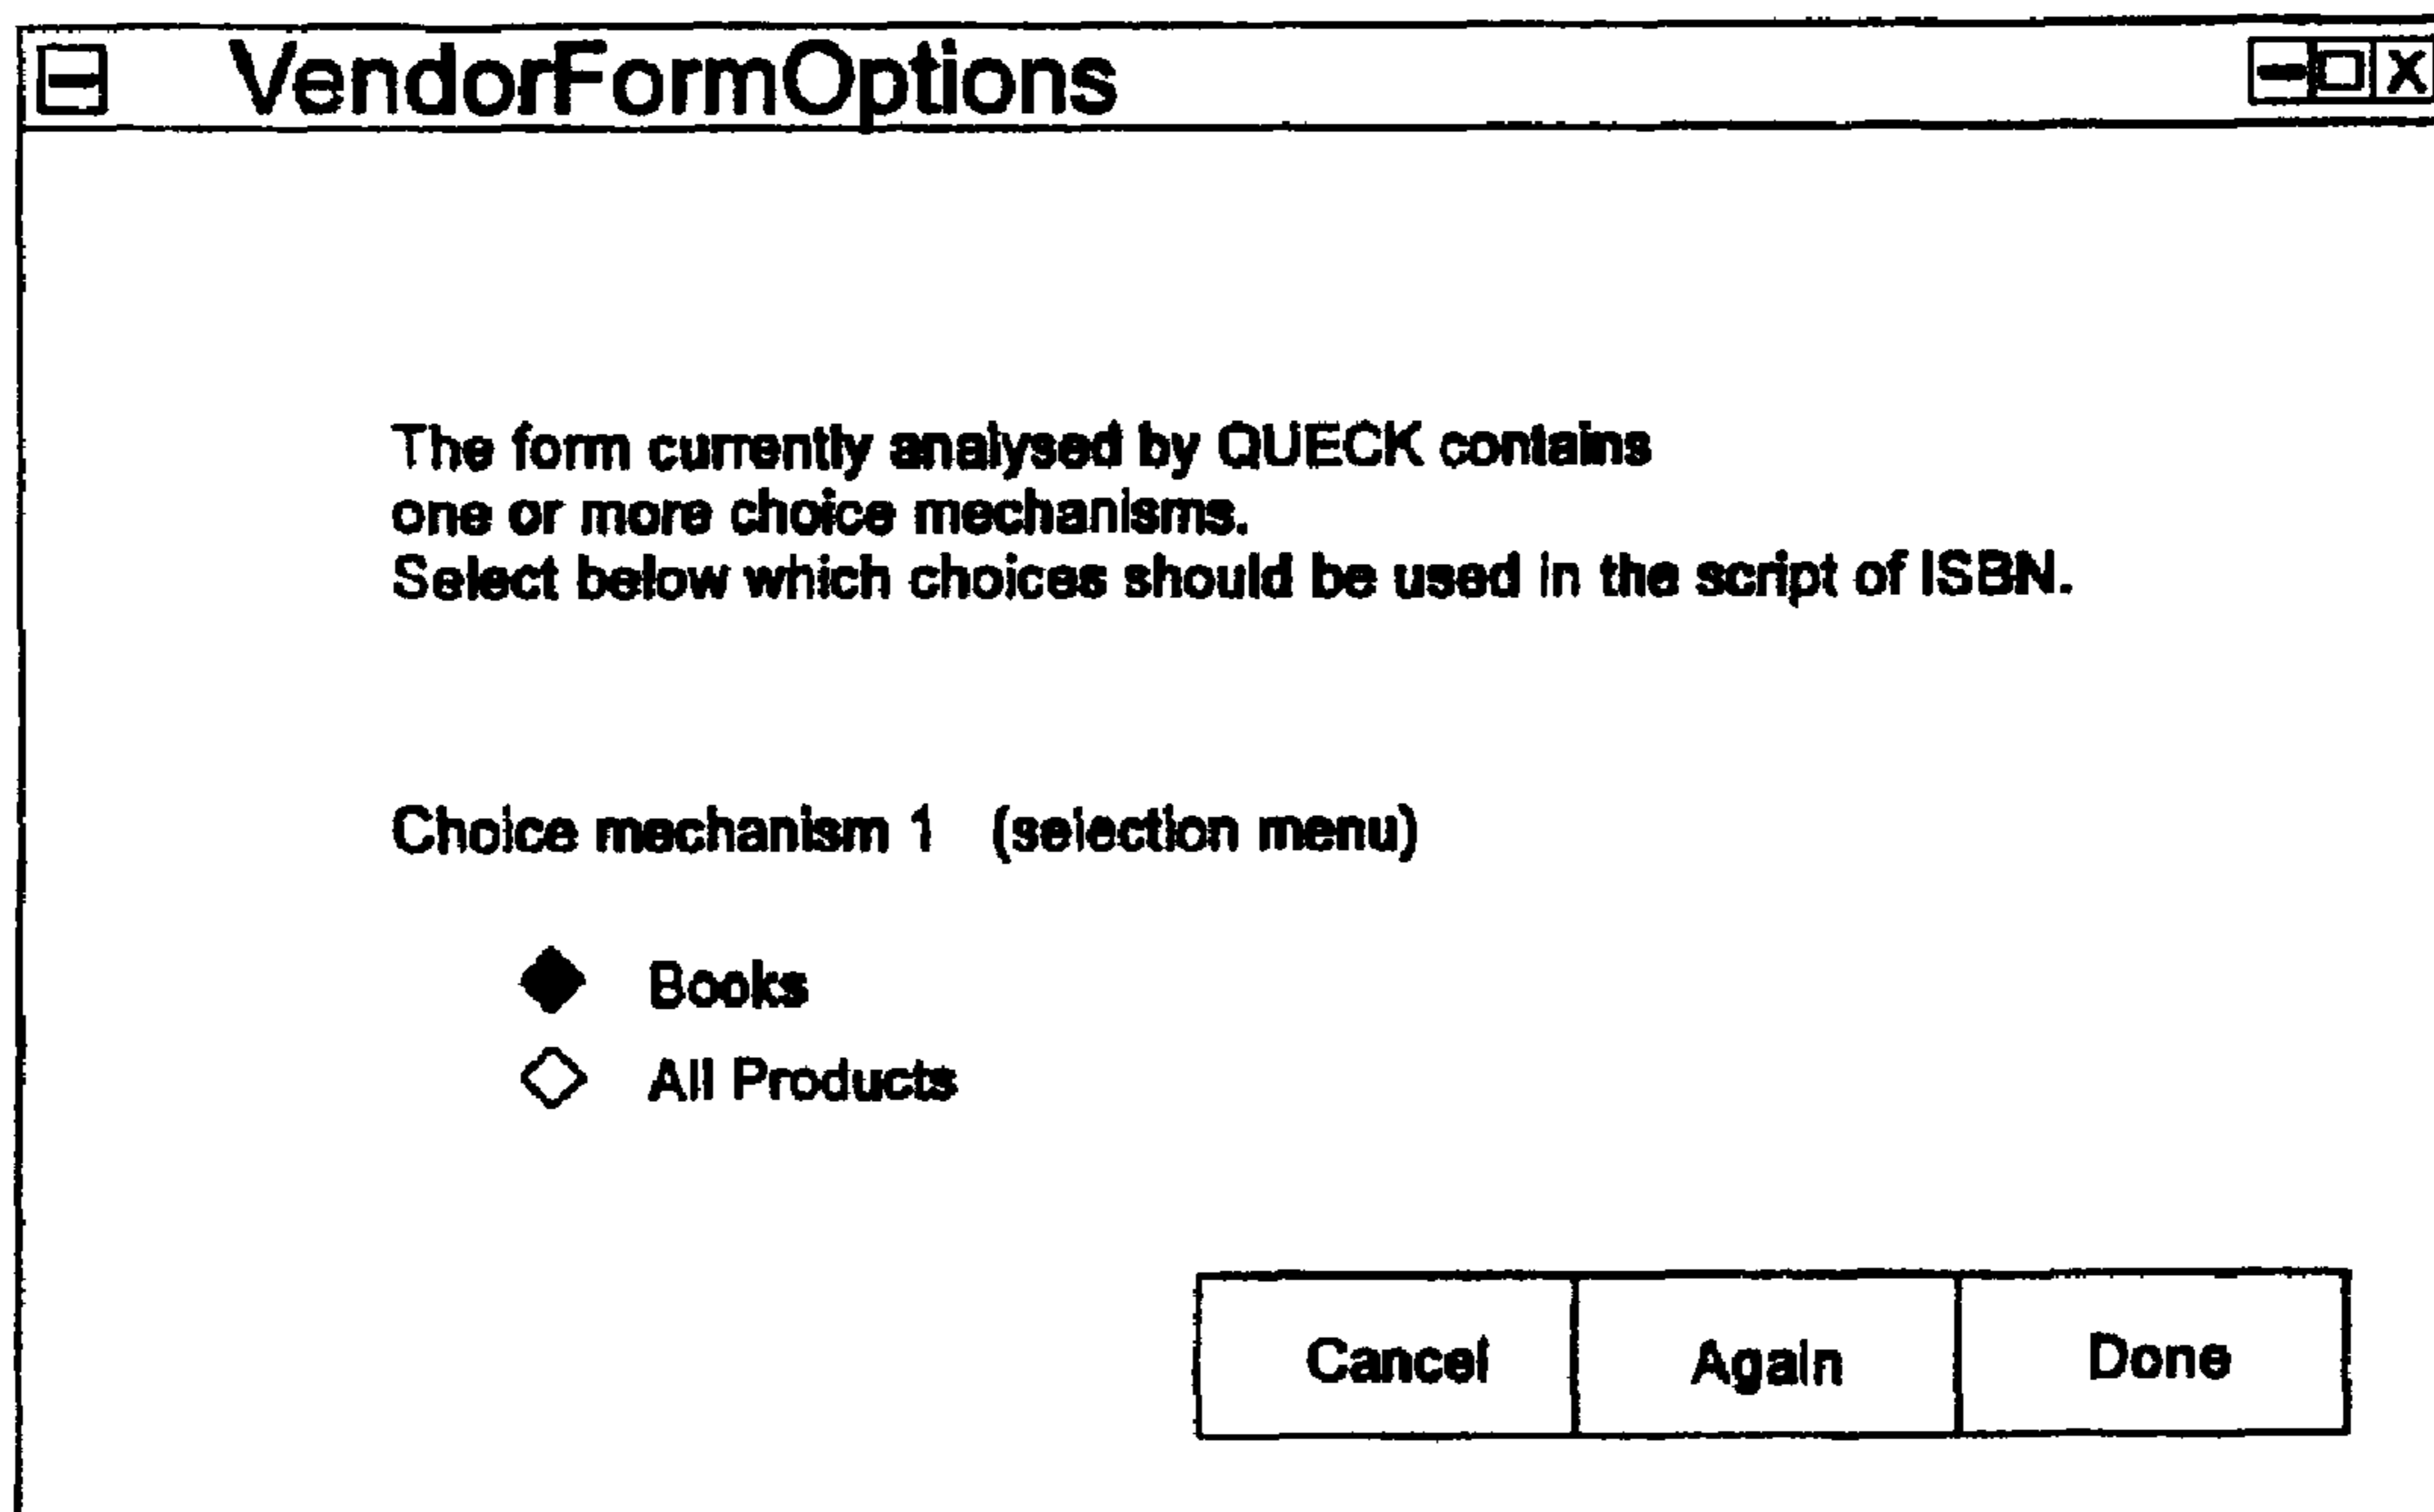 VendorFormOptions
The form currently analysed by QUECK contains
one or more choice mechanisms.
Select below which choices should be used in the script of ISBN.
Choice mechanism 1 (selection menu)
Books
All Products
Cancel Again Done